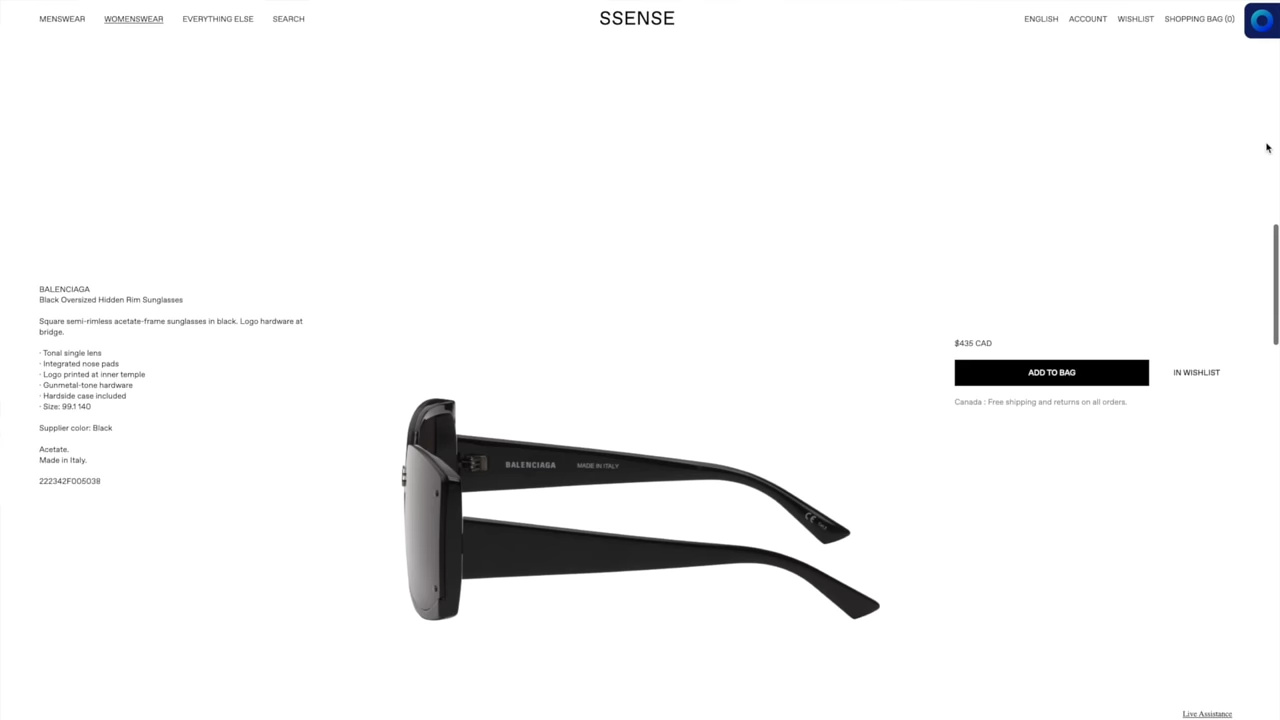 MENSWEAR WOMENSWEAR EVERYTHING ELSE SEARCH SSENSE ENGLISH ACCOUNT WISHLIST SHOPPING BAG (0)
BALENCIAGA
Black Oversized Hidden Rim Sunglasses
Square semi-rimless acetate-frame sunglasses in black. Logo hardware at
bridge.
· Tonal single lens
· Integrated nose pads
· Logo printed at inner temple
· Gunmetal-tone hardware
· Hardside case included
· Size: 99.1 140
Supplier color: Black
Acetate.
Made in Italy.
222342F005038
BALENCIAGA MADE IN ITALY
CE
$435 CAD
ADD TO BAG IN WISHLIST
Canada : Free shipping and returns on all orders.
Live Assistance